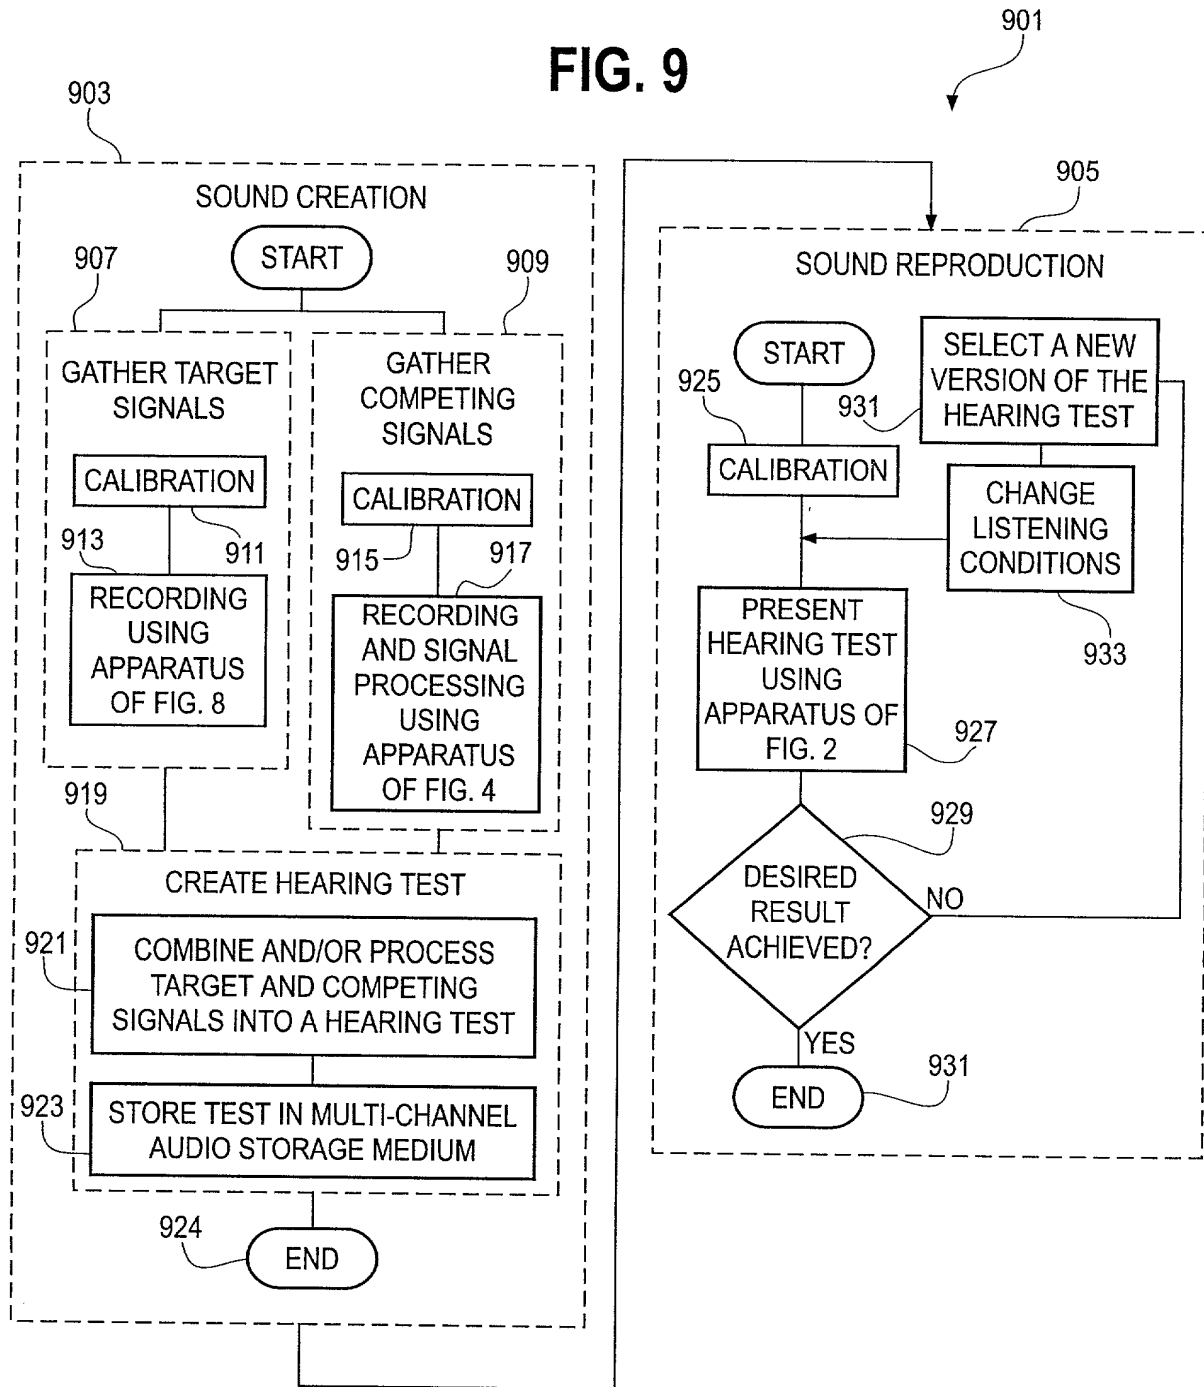 FIG. 9
901
903
SOUND CREATION
START
907
909
GATHER TARGET
SIGNALS
CALIBRATION
911
913
RECORDING
USING
APPARATUS
OF FIG. 8
GATHER
COMPETING
SIGNALS
CALIBRATION
915
917
RECORDING
AND SIGNAL
PROCESSING
USING
APPARATUS
OF FIG. 4
919
CREATE HEARING TEST
921
COMBINE AND/OR PROCESS
TARGET AND COMPETING
SIGNALS INTO A HEARING TEST
923
STORE TEST IN MULTI-CHANNEL
AUDIO STORAGE MEDIUM
924
END
905
SOUND REPRODUCTION
START
925
CALIBRATION
931
SELECT A NEW
VERSION OF THE
HEARING TEST
CHANGE
LISTENING
CONDITIONS
933
PRESENT
HEARING TEST
USING
APPARATUS OF
FIG. 2
927
929
DESIRED
RESULT
ACHIEVED?
NO
YES
END
931